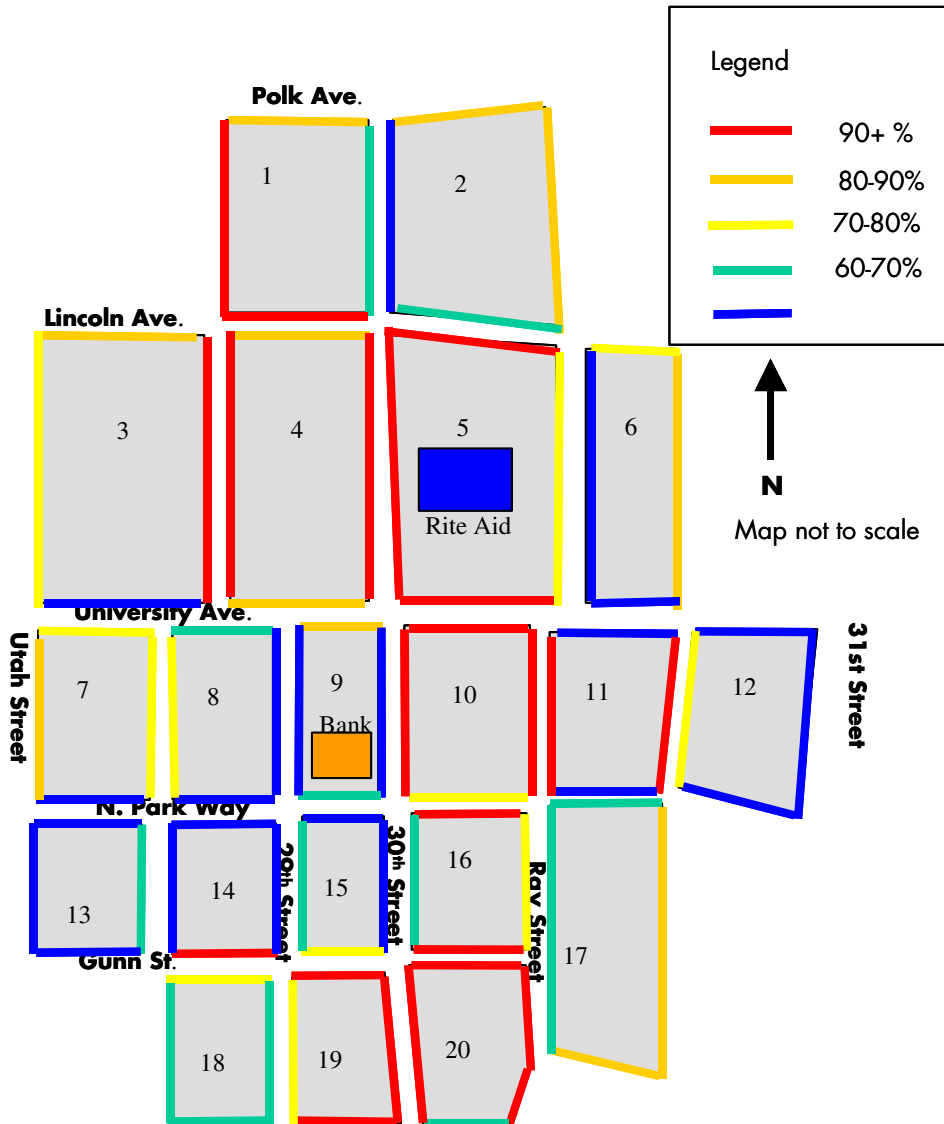 Legend
90+ %
80-90%
70-80%
60-70%
N
Map not to scale
Polk Ave.
1
2
Lincoln Ave.
3
4
5
6
Rite Aid
University Ave.
Utah Street
7
8
9
Bank
10
11
12
31st Street
N. Park Way
13
14
29th Street
15
30th Street
16
Ray Street
17
Gunn St.
18
19
20